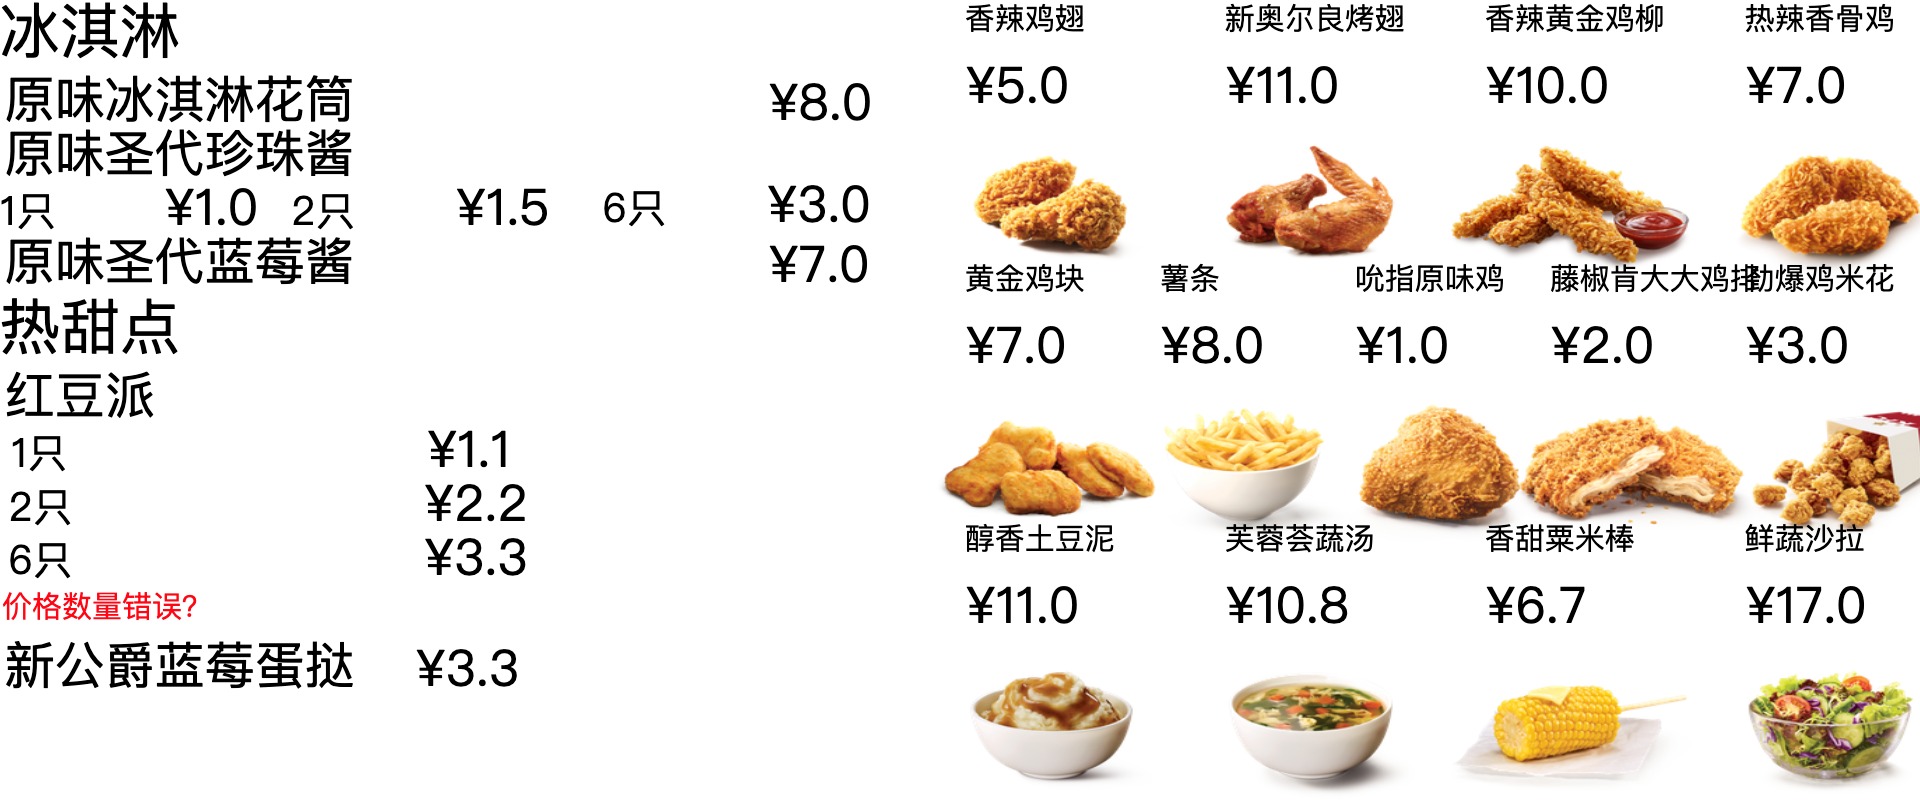 冰淇淋
原味冰淇淋花筒 ¥8.0
原味圣代珍珠酱
1只 ¥1.0 2只 ¥1.5 6只 ¥3.0
原味圣代蓝莓酱 ¥7.0
热甜点
红豆派
1只 ¥1.1
2只 ¥2.2
6只 ¥3.3
价格数量错误?
新公爵蓝莓蛋挞 ¥3.3
香辣鸡翅 新奥尔良烤翅 香辣黄金鸡柳 热辣香骨鸡
¥5.0 ¥11.0 ¥10.0 ¥7.0
黄金鸡块 薯条 吮指原味鸡 藤椒肯大大鸡排 劲爆鸡米花
¥7.0 ¥8.0 ¥1.0 ¥2.0 ¥3.0
醇香土豆泥 芙蓉荟蔬汤 香甜粟米棒 鲜蔬沙拉
¥11.0 ¥10.8 ¥6.7 ¥17.0